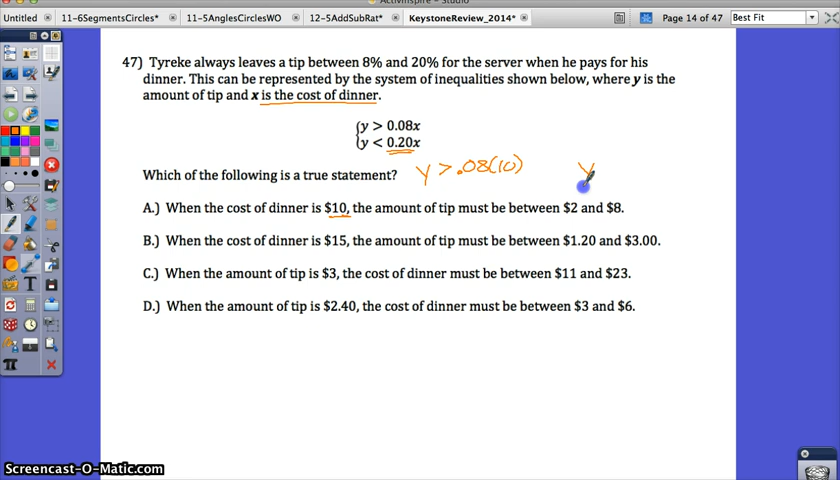 ActivInspire - Studio
Untitled 11-6SegmentsCircles* 11-5AnglesCirclesWO 12-5AddSubRat* KeystoneReview_2014* Page 14 of 47 Best Fit
47) Tyreke always leaves a tip between 8% and 20% for the server when he pays for his
dinner. This can be represented by the system of inequalities shown below, where y is the
amount of tip and x is the cost of dinner.
y > 0.08x
y < 0.20x
Which of the following is a true statement? y > .08(10) y
A.) When the cost of dinner is $10, the amount of tip must be between $2 and $8.
B.) When the cost of dinner is $15, the amount of tip must be between $1.20 and $3.00.
C.) When the amount of tip is $3, the cost of dinner must be between $11 and $23.
D.) When the amount of tip is $2.40, the cost of dinner must be between $3 and $6.
Screencast-O-Matic.com